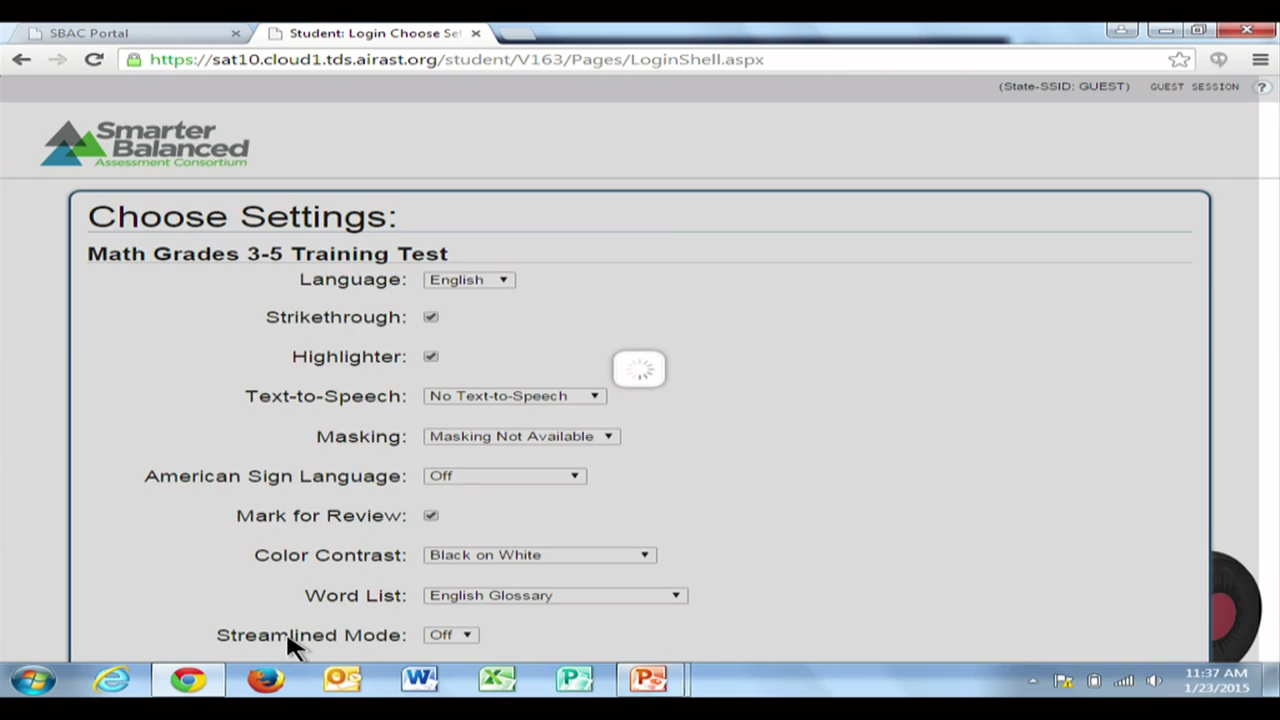 SBAC Portal
Student: Login Choose Se
https://sat10.cloud1.tds.airast.org/student/V163/Pages/LoginShell.aspx
(State-SSID: GUEST) GUEST SESSION ?
Smarter
Balanced
Assessment Consortium
Choose Settings:
Math Grades 3-5 Training Test
Language: English
Strikethrough:
Highlighter:
Text-to-Speech: No Text-to-Speech
Masking: Masking Not Available
American Sign Language: Off
Mark for Review:
Color Contrast: Black on White
Word List: English Glossary
Streamlined Mode: Off
11:37 AM
1/23/2015